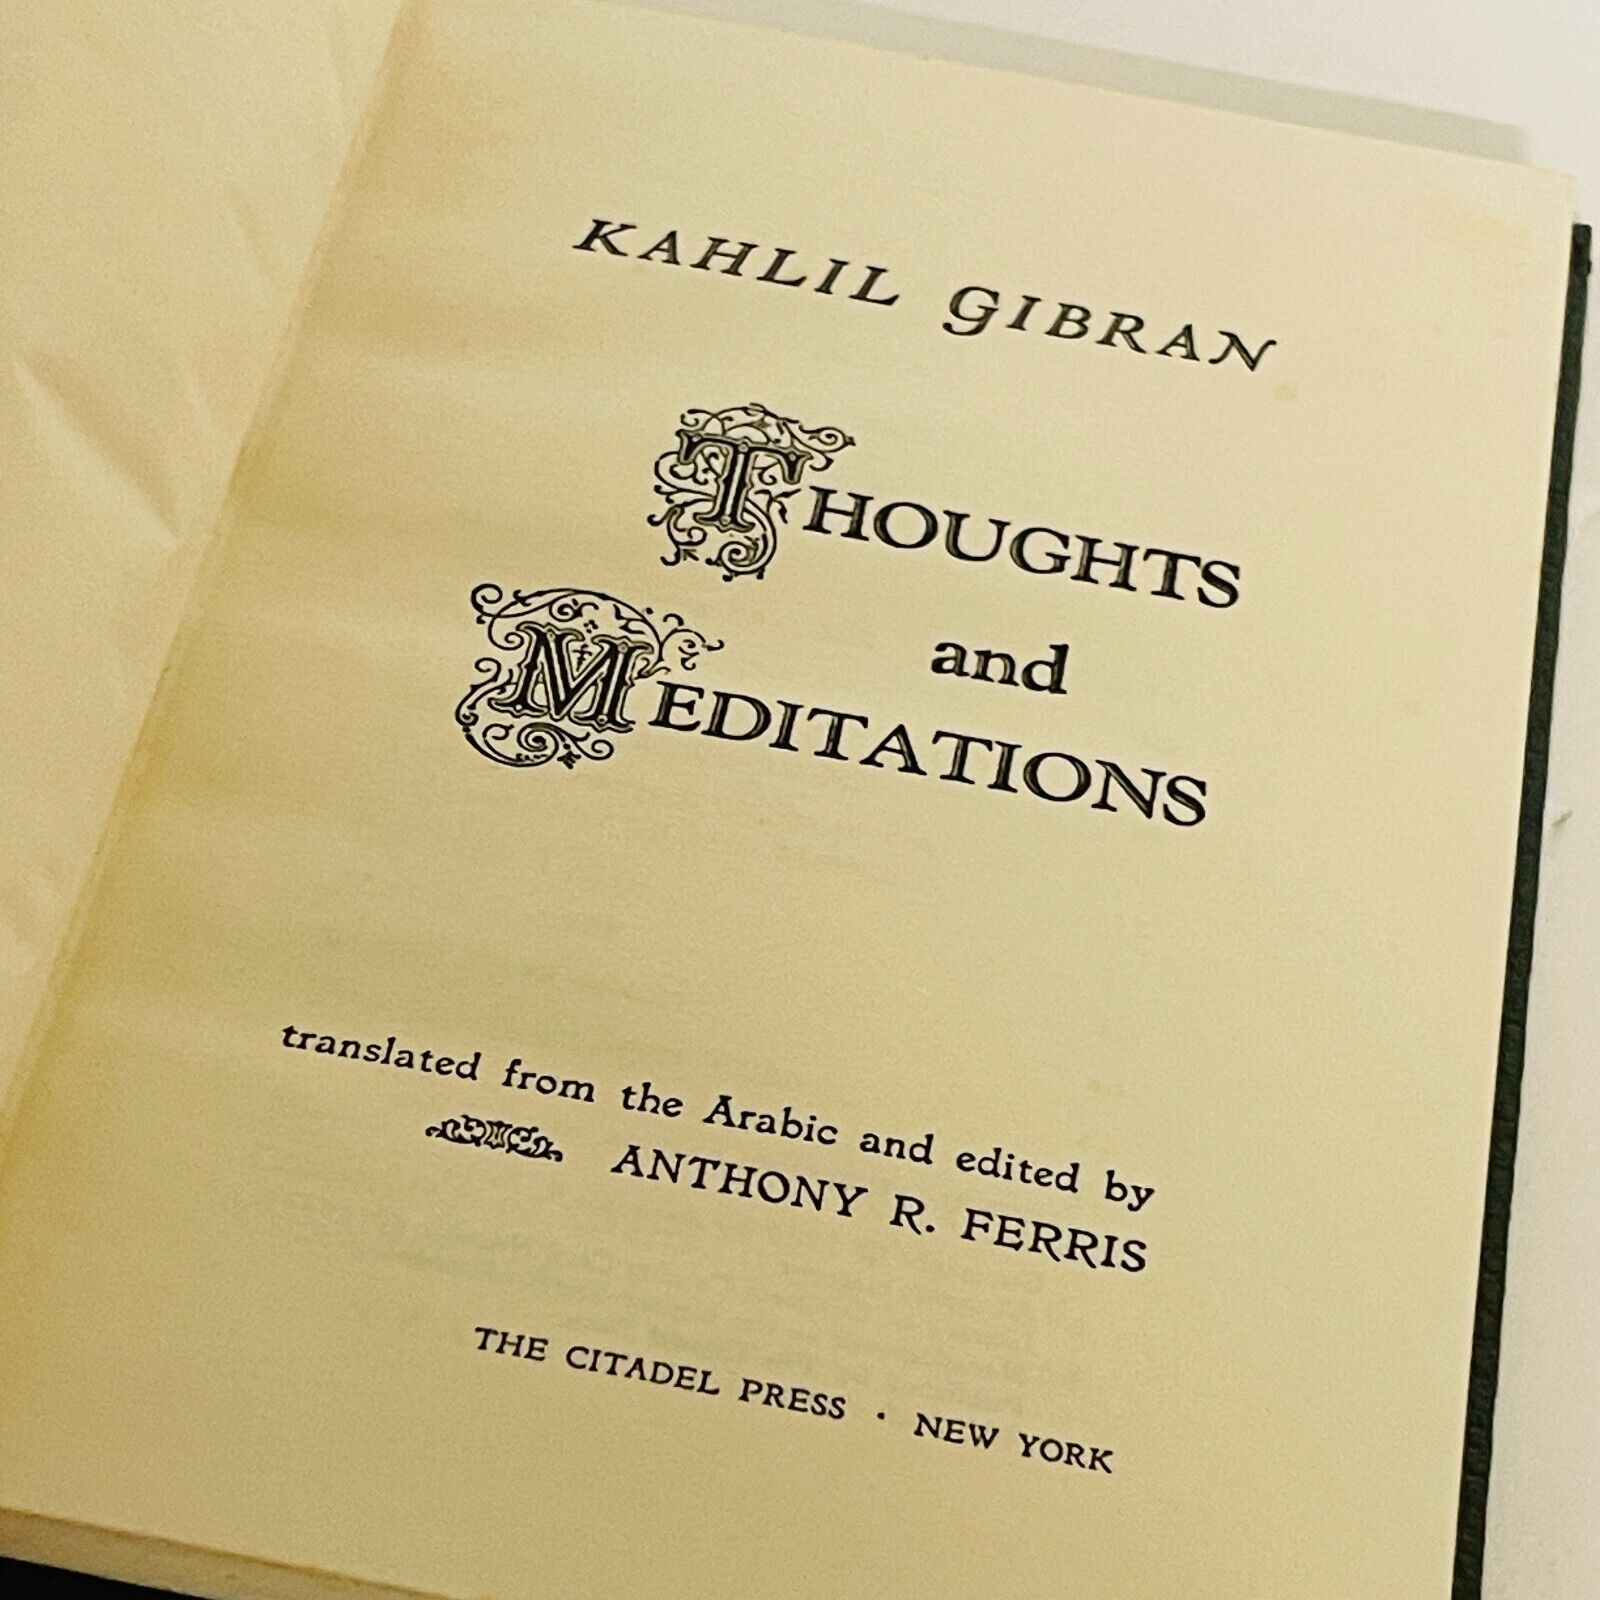 KAHLIL GIBRAN
THOUGHTS
and
MEDITATIONS
translated from the Arabic and edited by
ANTHONY R. FERRIS
THE CITADEL PRESS · NEW YORK